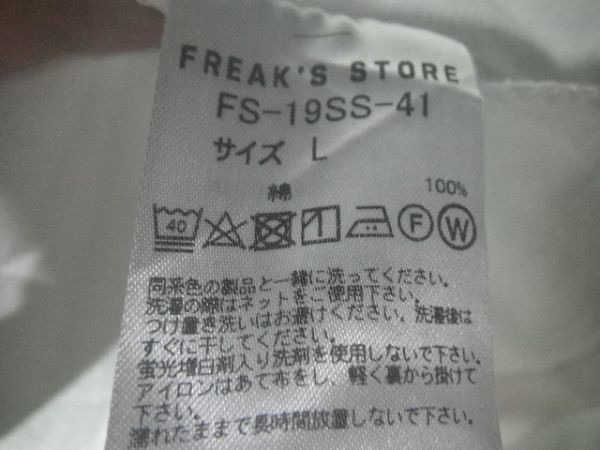 FREAK'S STORE
FS-19SS-41
サイズ L
綿 100%
40 F W
同系色の製品と一緒に洗ってください。
洗濯の際はネットをご使用下さい。
つけ置き洗いはお避けください。洗濯後は
すぐに干してください。
蛍光増白剤入り洗剤を使用しないで下さい。
アイロンはあて布をし、軽く裏から掛けて
下さい。
濡れたままで長時間放置しないで下さい。